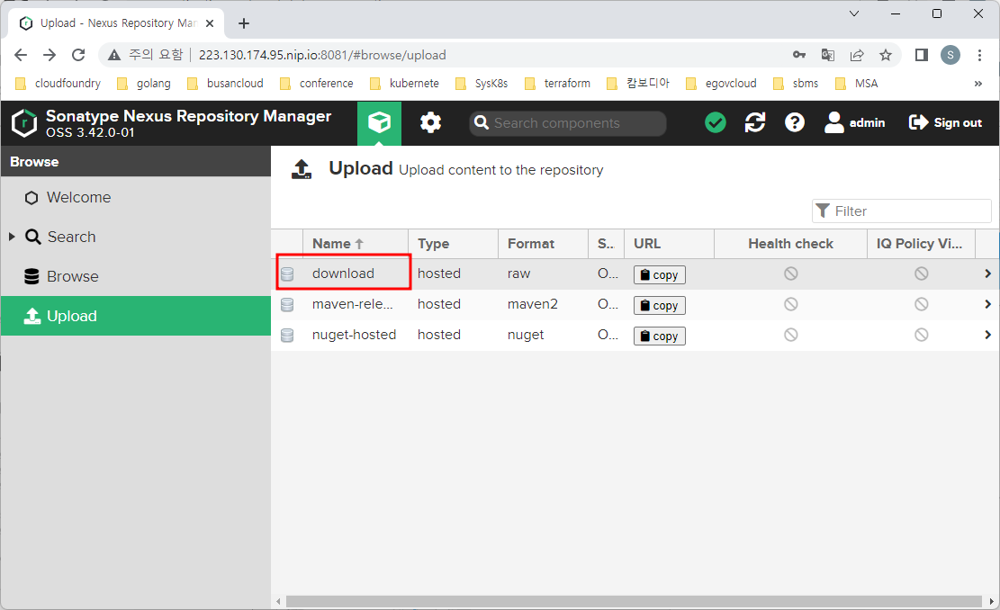 Upload - Nexus Repository Man
주의 요함 223.130.174.95.nip.io:8081/#browse/upload
S
cloudfoundry golang busancloud conference kubernete SysK8s terraform 캄보디아 egovcloud sbms MSA »
Sonatype Nexus Repository Manager
OSS 3.42.0-01
Search components
admin
Sign out
Browse
Welcome
Search
Browse
Upload
Upload Upload content to the repository
Filter
Name Type Format S... URL Health check IQ Policy Vi...
download hosted raw O... copy
maven-rele... hosted maven2 O... copy
nuget-hosted hosted nuget O... copy